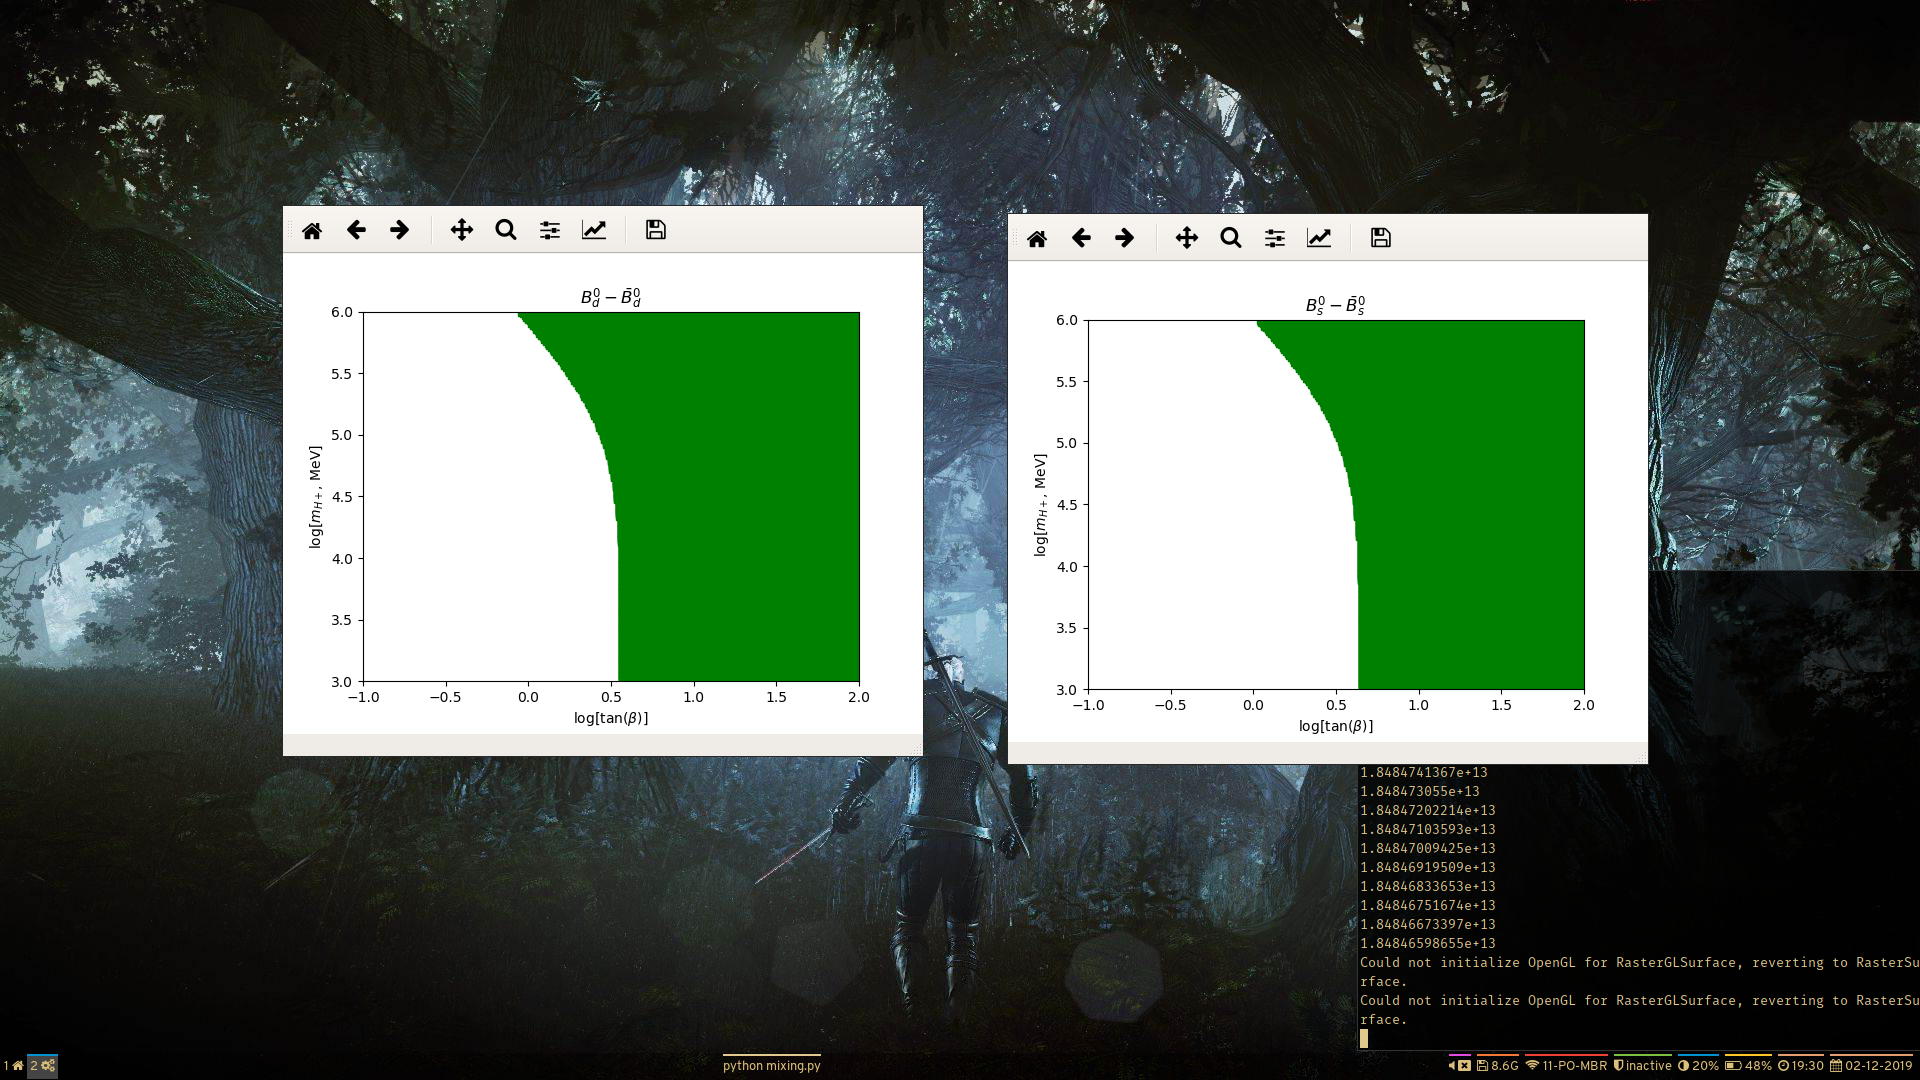 B_d^0 − B̄_d^0
6.0
5.5
5.0
4.5
4.0
3.5
3.0
log[m_{H+}, MeV]
−1.0 −0.5 0.0 0.5 1.0 1.5 2.0
log[tan(β)]
B_s^0 − B̄_s^0
6.0
5.5
5.0
4.5
4.0
3.5
3.0
log[m_{H+}, MeV]
−1.0 −0.5 0.0 0.5 1.0 1.5 2.0
log[tan(β)]
1.8484741367e+13
1.848473055e+13
1.84847202214e+13
1.84847103593e+13
1.84847009425e+13
1.84846919509e+13
1.84846833653e+13
1.84846751674e+13
1.84846673397e+13
1.84846598655e+13
Could not initialize OpenGL for RasterGLSurface, reverting to RasterSu
rface.
Could not initialize OpenGL for RasterGLSurface, reverting to RasterSu
rface.
1 2 python mixing.py 8.6G 11-PO-MBR inactive 20% 48% 19:30 02-12-2019